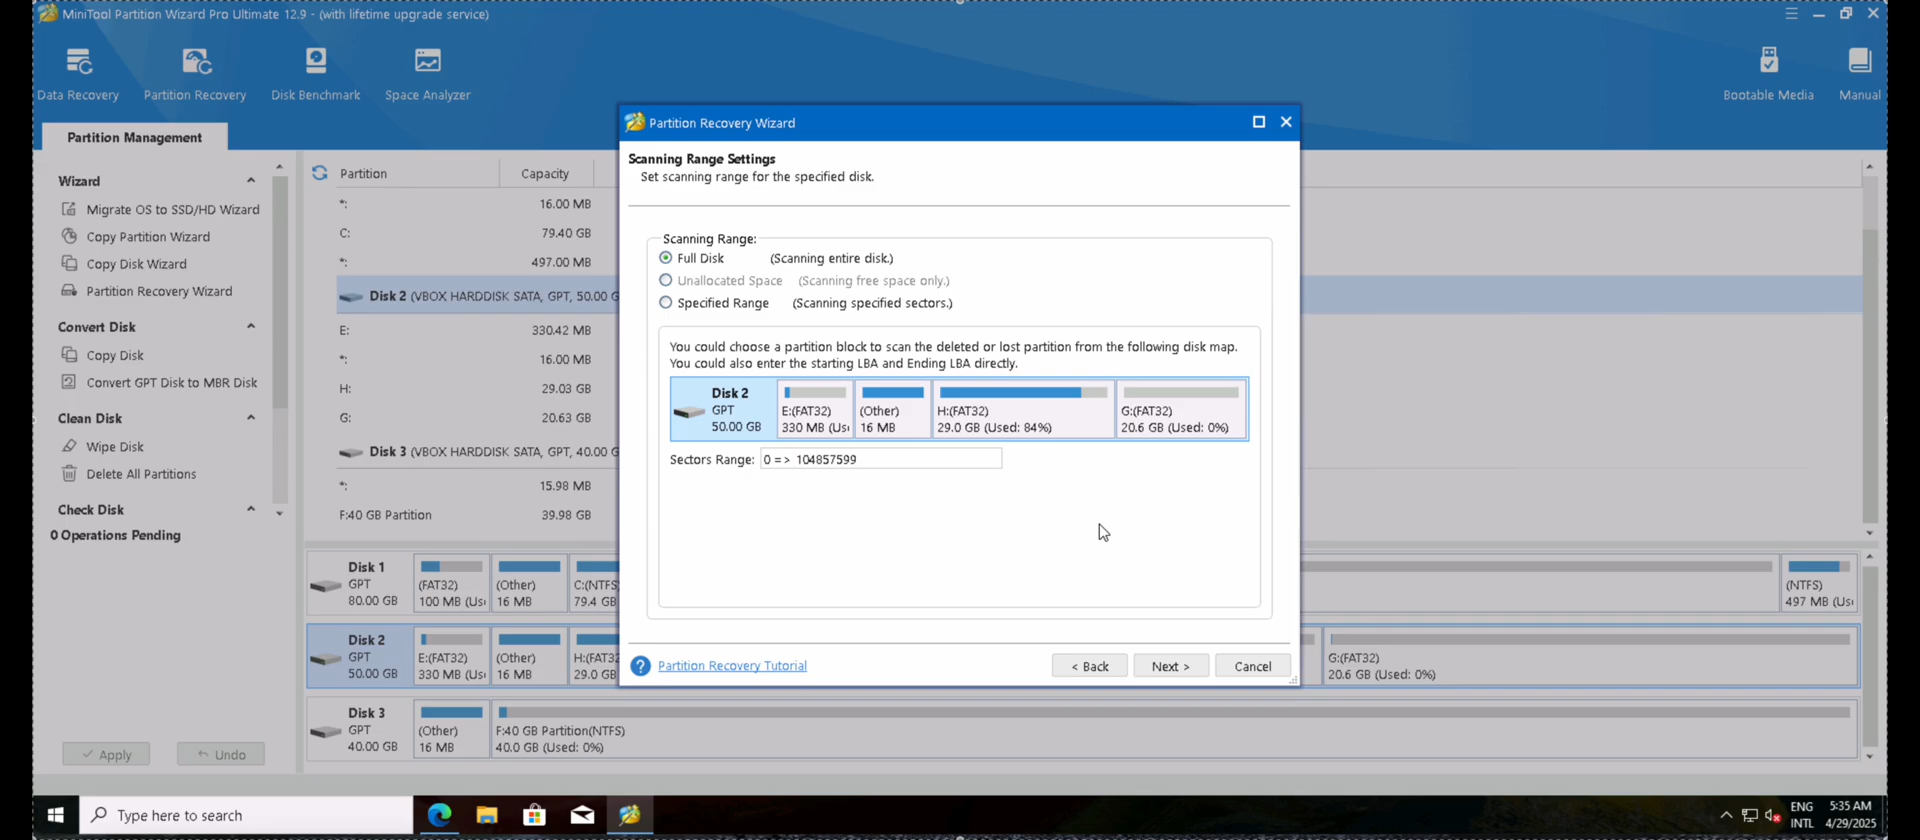 MiniTool Partition Wizard Pro Ultimate 12.9 - (with lifetime upgrade service)
Data Recovery
Partition Recovery
Disk Benchmark
Space Analyzer
Bootable Media
Manual
Partition Management
Wizard
Migrate OS to SSD/HD Wizard
Copy Partition Wizard
Copy Disk Wizard
Partition Recovery Wizard
Convert Disk
Copy Disk
Convert GPT Disk to MBR Disk
Clean Disk
Wipe Disk
Delete All Partitions
Check Disk
0 Operations Pending
Apply
Undo
Partition Capacity
*: 16.00 MB
C: 79.40 GB
*: 497.00 MB
Disk 2 (VBOX HARDDISK SATA, GPT, 50.00 G
E: 330.42 MB
*: 16.00 MB
H: 29.03 GB
G: 20.63 GB
Disk 3 (VBOX HARDDISK SATA, GPT, 40.00 G
*: 15.98 MB
F:40 GB Partition 39.98 GB
Partition Recovery Wizard
Scanning Range Settings
Set scanning range for the specified disk.
Scanning Range:
Full Disk (Scanning entire disk.)
Unallocated Space (Scanning free space only.)
Specified Range (Scanning specified sectors.)
You could choose a partition block to scan the deleted or lost partition from the following disk map.
You could also enter the starting LBA and Ending LBA directly.
Disk 2
GPT
50.00 GB
E:(FAT32)
330 MB (Us
(Other)
16 MB
H:(FAT32)
29.0 GB (Used: 84%)
G:(FAT32)
20.6 GB (Used: 0%)
Sectors Range: 0 => 104857599
Partition Recovery Tutorial
< Back
Next >
Cancel
Disk 1
GPT
80.00 GB
(FAT32)
100 MB (Us
(Other)
16 MB
C:(NTFS
79.4 GB
(NTFS)
497 MB (Us
Disk 2
GPT
50.00 GB
E:(FAT32)
330 MB (Us
(Other)
16 MB
H:(FAT32
29.0 GB
G:(FAT32)
20.6 GB (Used: 0%)
Disk 3
GPT
40.00 GB
(Other)
16 MB
F:40 GB Partition(NTFS)
40.0 GB (Used: 0%)
Type here to search
ENG
INTL
5:35 AM
4/29/2025